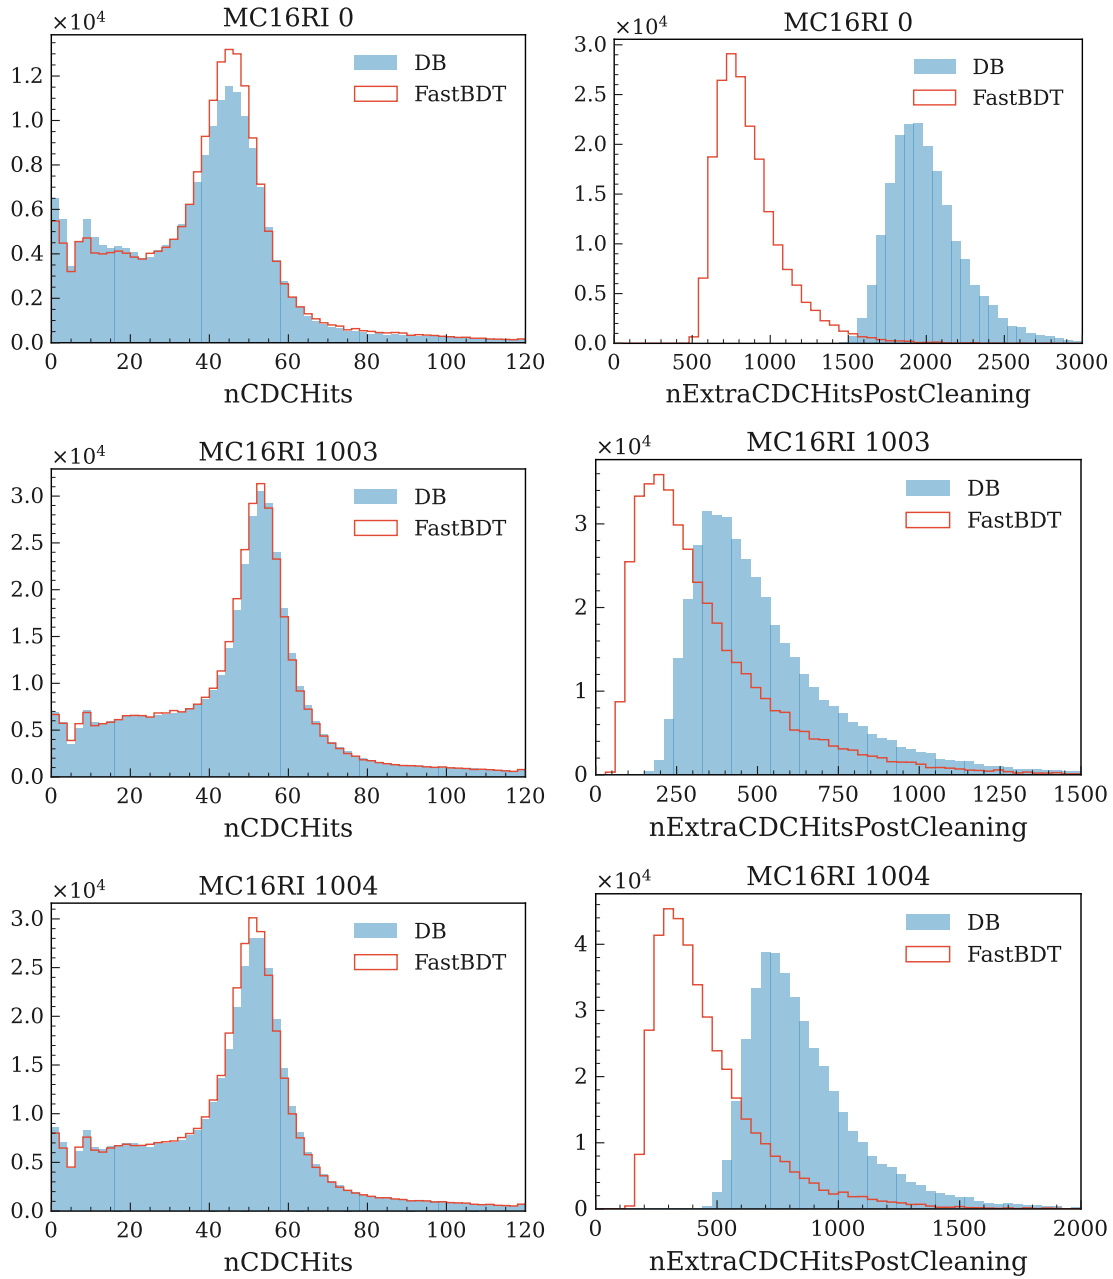 MC16RI 0
×10⁴
DB
FastBDT
1.2
1.0
0.8
0.6
0.4
0.2
0.0
0 20 40 60 80 100 120
nCDCHits
MC16RI 0
×10⁴
DB
FastBDT
3.0
2.5
2.0
1.5
1.0
0.5
0.0
0 500 1000 1500 2000 2500 3000
nExtraCDCHitsPostCleaning
MC16RI 1003
×10⁴
DB
FastBDT
3.0
2.5
2.0
1.5
1.0
0.5
0.0
0 20 40 60 80 100 120
nCDCHits
MC16RI 1003
×10⁴
DB
FastBDT
3
2
1
0
0 250 500 750 1000 1250 1500
nExtraCDCHitsPostCleaning
MC16RI 1004
×10⁴
DB
FastBDT
3.0
2.5
2.0
1.5
1.0
0.5
0.0
0 20 40 60 80 100 120
nCDCHits
MC16RI 1004
×10⁴
DB
FastBDT
4
3
2
1
0
0 500 1000 1500 2000
nExtraCDCHitsPostCleaning